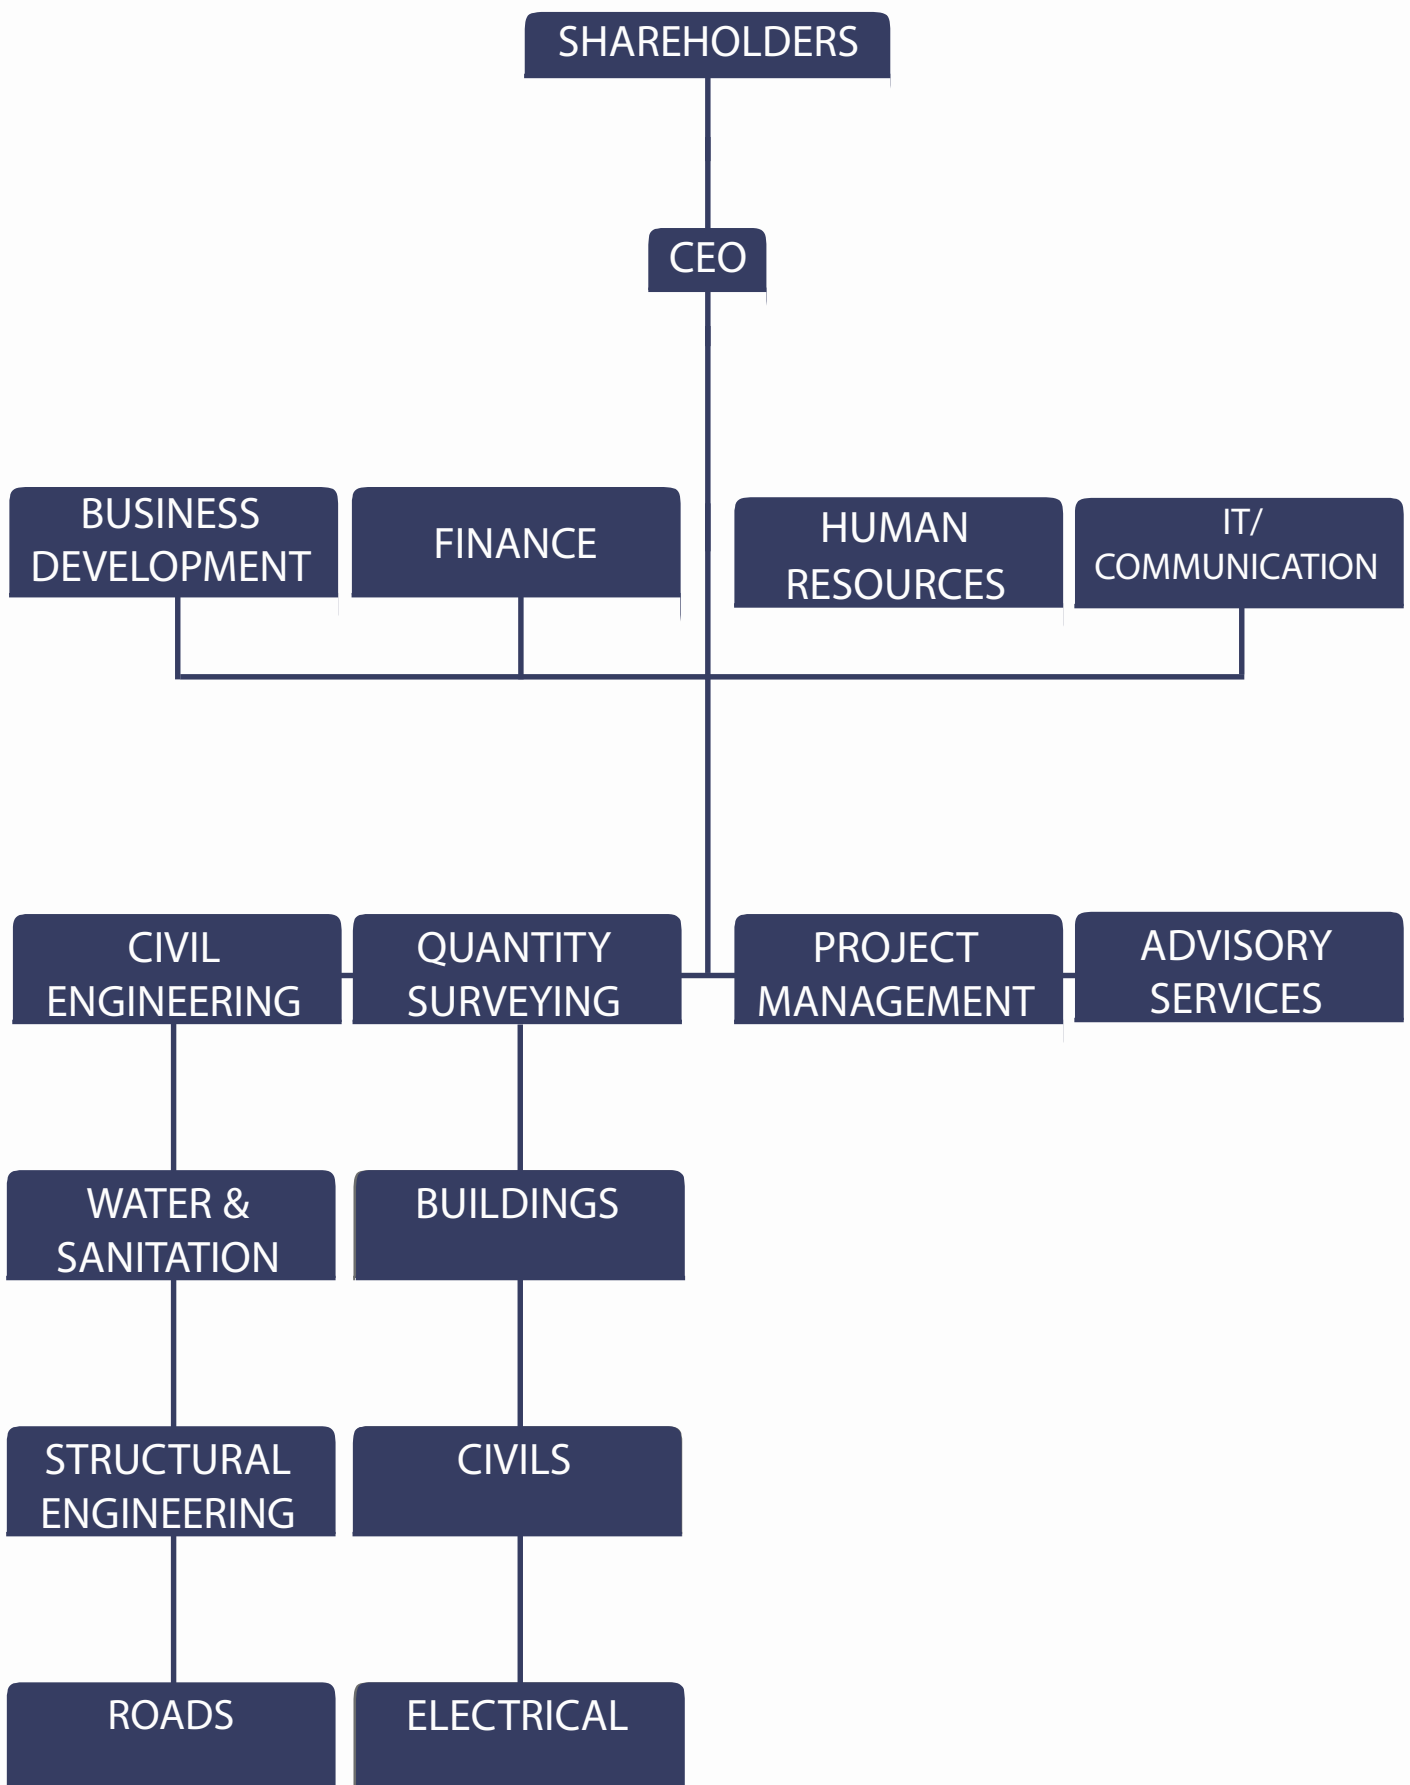 SHAREHOLDERS
CEO
BUSINESS
DEVELOPMENT
FINANCE
HUMAN
RESOURCES
IT/
COMMUNICATION
CIVIL
ENGINEERING
QUANTITY
SURVEYING
PROJECT
MANAGEMENT
ADVISORY
SERVICES
WATER &
SANITATION
BUILDINGS
STRUCTURAL
ENGINEERING
CIVILS
ROADS
ELECTRICAL